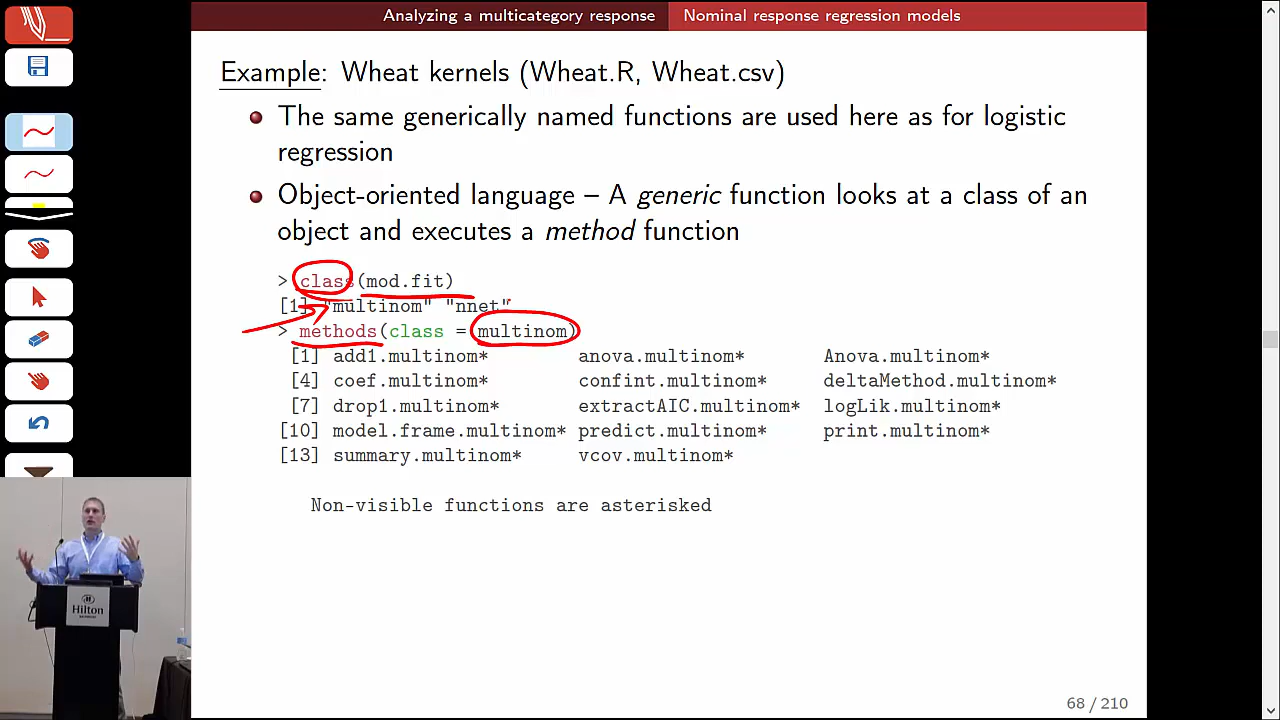 Analyzing a multicategory response Nominal response regression models
Example: Wheat kernels (Wheat.R, Wheat.csv)
The same generically named functions are used here as for logistic
regression
Object-oriented language – A generic function looks at a class of an
object and executes a method function
> class(mod.fit)
[1] "multinom" "nnet"
> methods(class = multinom)
[1] add1.multinom* anova.multinom* Anova.multinom*
[4] coef.multinom* confint.multinom* deltaMethod.multinom*
[7] drop1.multinom* extractAIC.multinom* logLik.multinom*
[10] model.frame.multinom* predict.multinom* print.multinom*
[13] summary.multinom* vcov.multinom*
Non-visible functions are asterisked
Hilton
68 / 210